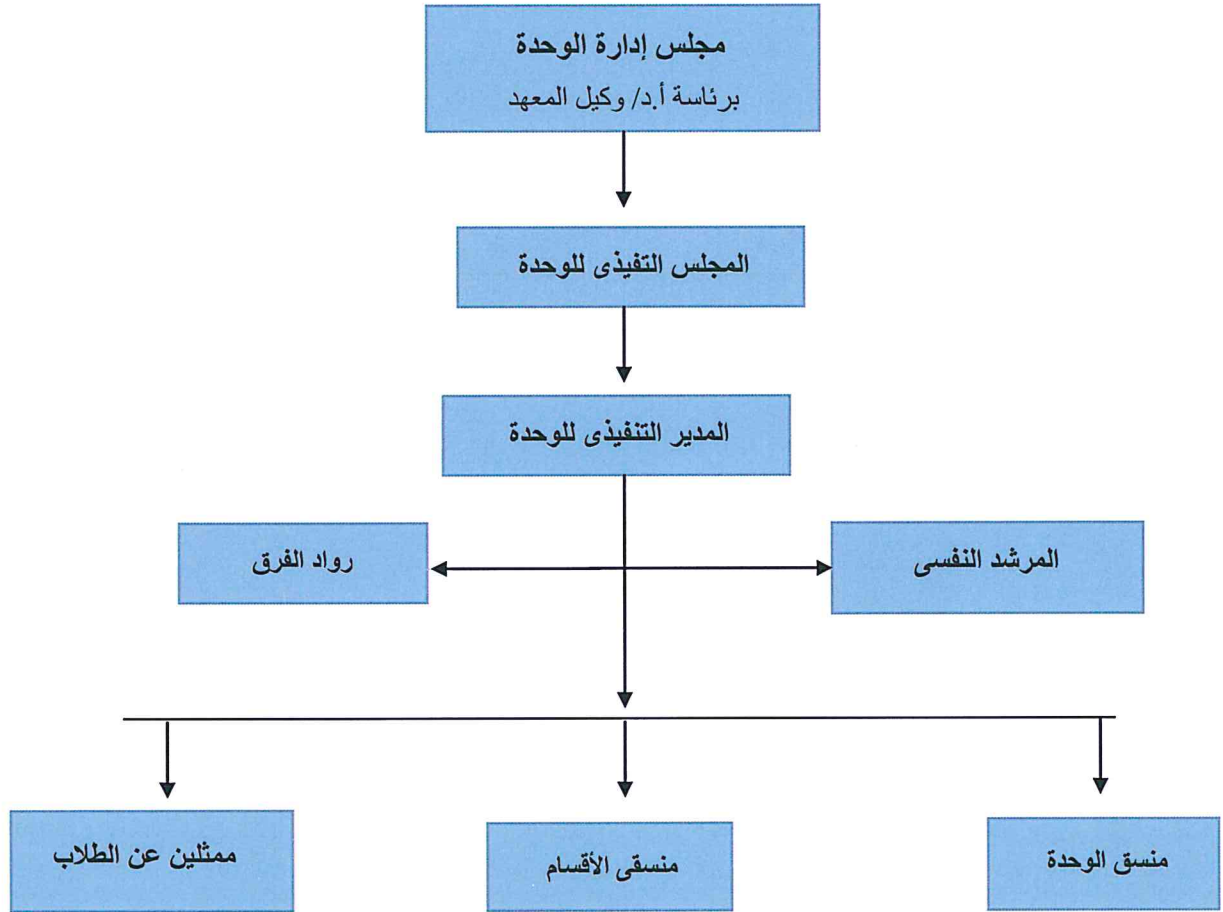 مجلس إدارة الوحدة
برئاسة أ.د/ وكيل المعهد
المجلس التفيذى للوحدة
المدير التنفيذى للوحدة
المرشد النفسى
رواد الفرق
منسق الوحدة
منسقى الأقسام
ممثلين عن الطلاب